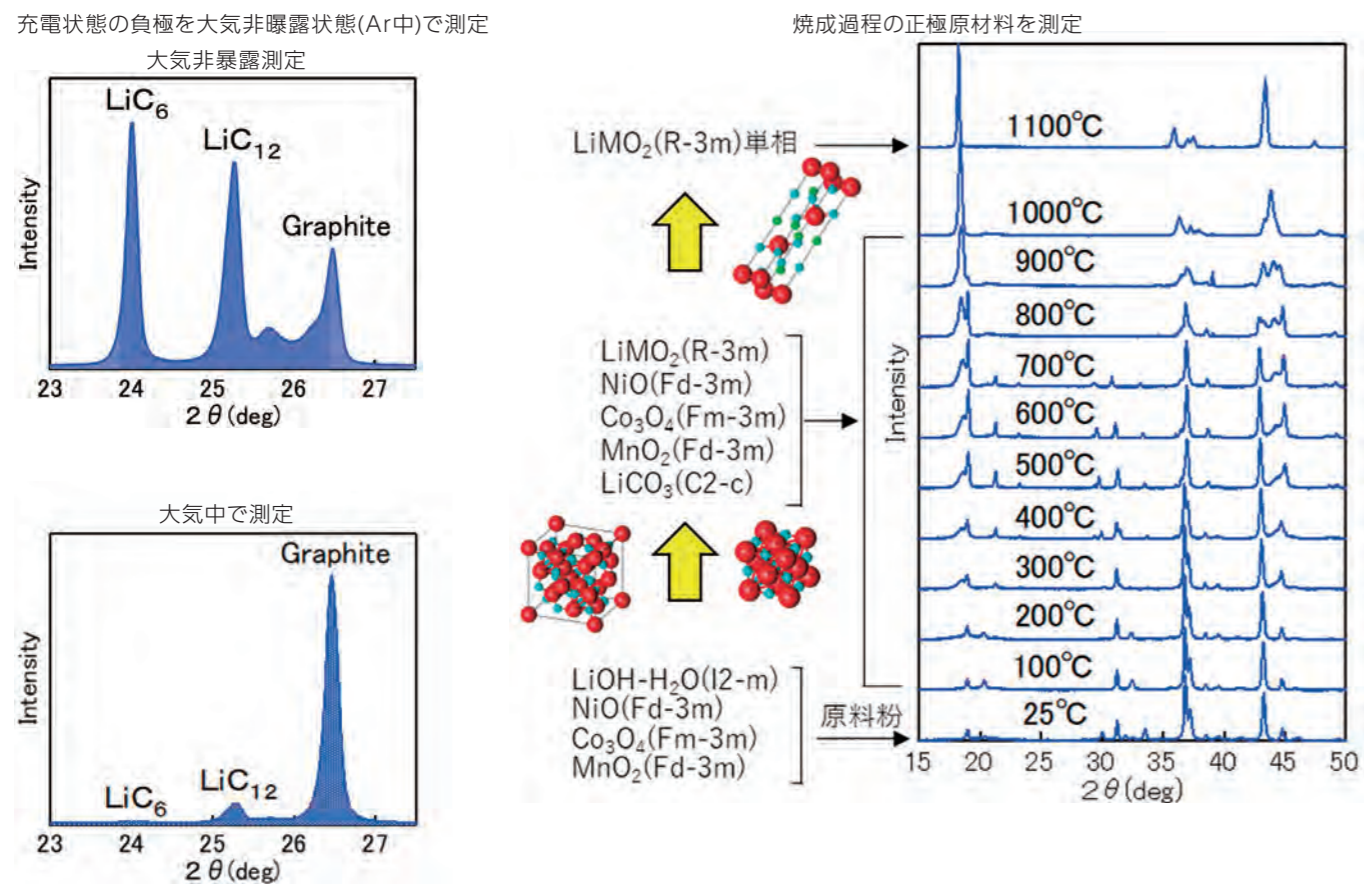 充電状態の負極を大気非曝露状態(Ar中)で測定
大気非暴露測定
LiC₆
LiC₁₂
Graphite
Intensity
23 24 25 26 27
2θ(deg)
大気中で測定
Graphite
LiC₁₂
LiC₆
Intensity
23 24 25 26 27
2θ(deg)
焼成過程の正極原材料を測定
LiMO₂(R-3m)単相
LiMO₂(R-3m)
NiO(Fd-3m)
Co₃O₄(Fm-3m)
MnO₂(Fd-3m)
LiCO₃(C2-c)
LiOH-H₂O(I2-m)
NiO(Fd-3m)
Co₃O₄(Fm-3m)
MnO₂(Fd-3m)
原料粉
Intensity
1100℃
1000℃
900℃
800℃
700℃
600℃
500℃
400℃
300℃
200℃
100℃
25℃
15 20 25 30 35 40 45 50
2θ(deg)